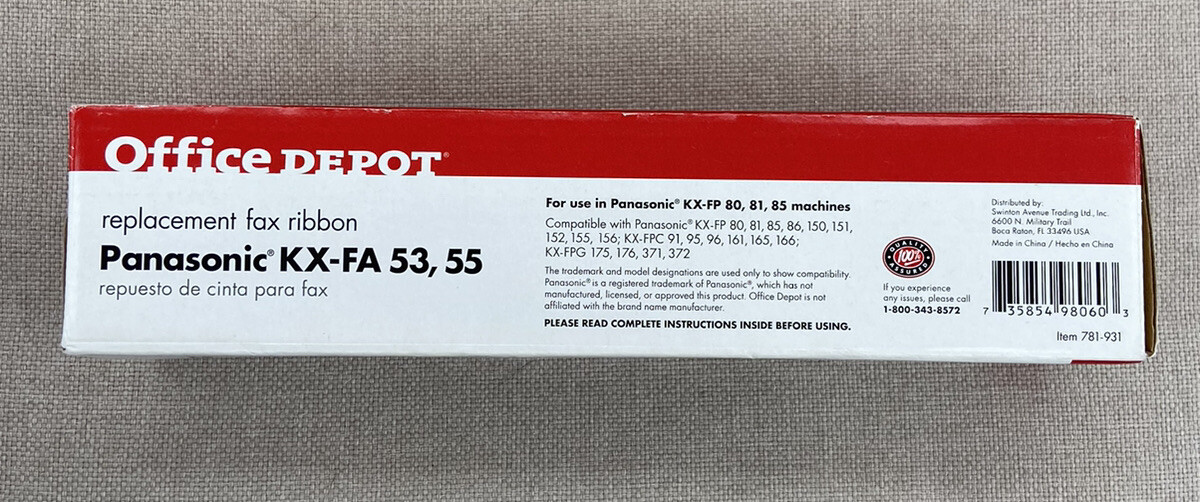 Office DEPOT®
replacement fax ribbon
Panasonic® KX-FA 53, 55
repuesto de cinta para fax
For use in Panasonic® KX-FP 80, 81, 85 machines
Compatible with Panasonic® KX-FP 80, 81, 85, 86, 150, 151,
152, 155, 156; KX-FPC 91, 95, 96, 161, 165, 166;
KX-FPG 175, 176, 371, 372
The trademark and model designations are used only to show compatibility.
Panasonic® is a registered trademark of Panasonic®, which has not
manufactured, licensed, or approved this product. Office Depot is not
affiliated with the brand name manufacturer.
PLEASE READ COMPLETE INSTRUCTIONS INSIDE BEFORE USING.
QUALITY
100%
ASSURED
If you experience
any issues, please call
1-800-343-8572
Distributed by:
Swinton Avenue Trading Ltd., Inc.
6600 N. Military Trail
Boca Raton, FL 33496 USA
Made in China / Hecho en China
7 35854 98060 3
Item 781-931